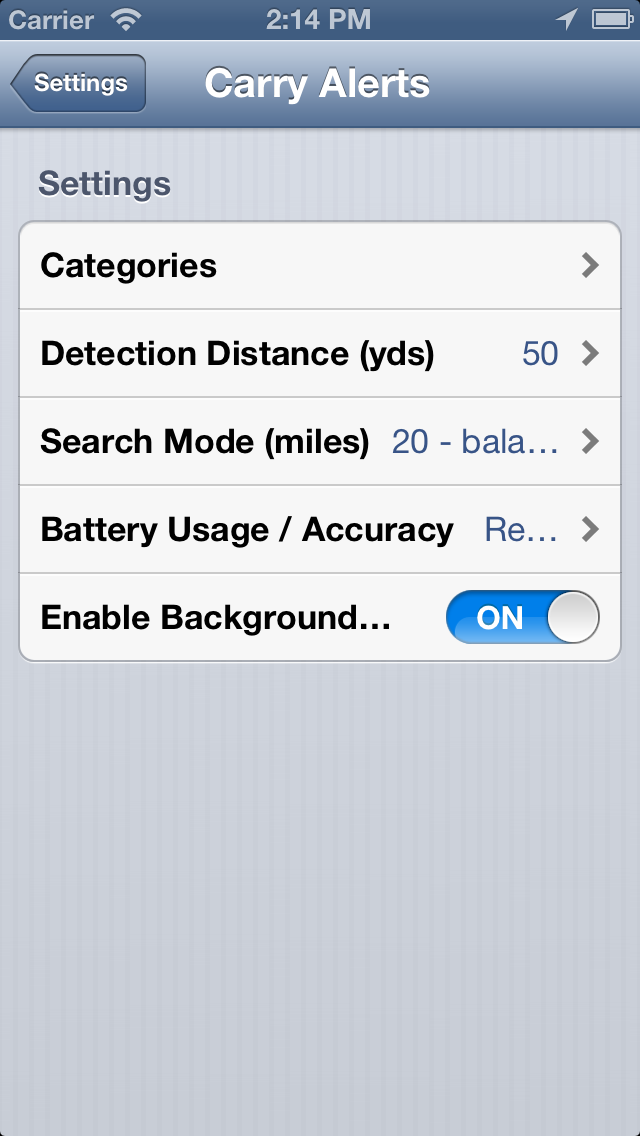 Carrier 2:14 PM
Settings Carry Alerts
Settings
Categories
Detection Distance (yds) 50
Search Mode (miles) 20 - bala...
Battery Usage / Accuracy Re...
Enable Background... ON